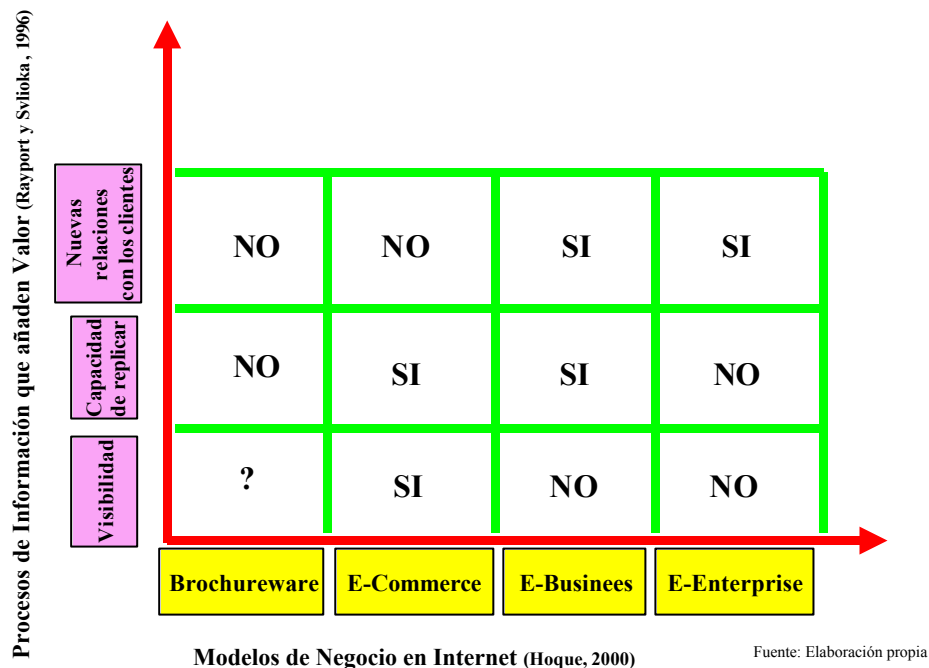 Procesos de Información que añaden Valor (Rayport y Svlioka, 1996)
Nuevas
relaciones
con los clientes
NO
NO
SI
SI
Capacidad
de replicar
NO
SI
SI
NO
Visibilidad
?
SI
NO
NO
Brochureware
E-Commerce
E-Businees
E-Enterprise
Modelos de Negocio en Internet (Hoque, 2000)
Fuente: Elaboración propia